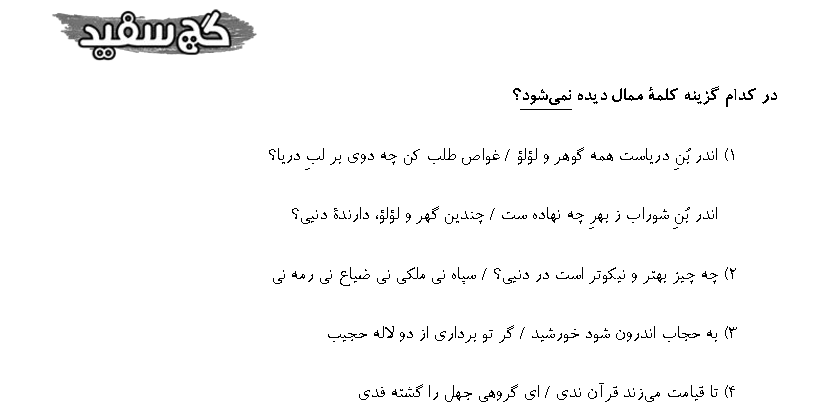 گچ سفید
در کدام گزینه کلمهٔ ممال دیده نمی‌شود؟
۱) اندر بُنِ دریاست همه گوهر و لؤلؤ / غواص طلب کن چه دوی بر لبِ دریا؟
اندر بُنِ شوراب ز بهرِ چه نهاده ست / چندین گهر و لؤلؤ، دارندهٔ دنیی؟
۲) چه چیز بهتر و نیکوتر است در دنیی؟ / سپاه نی ملکی نی ضیاع نی رمه نی
۳) به حجاب اندرون شود خورشید / گر تو برداری از دو لاله حجیب
۴) تا قیامت می‌زند قرآن ندی / ای گروهی جهل را گشته فدی